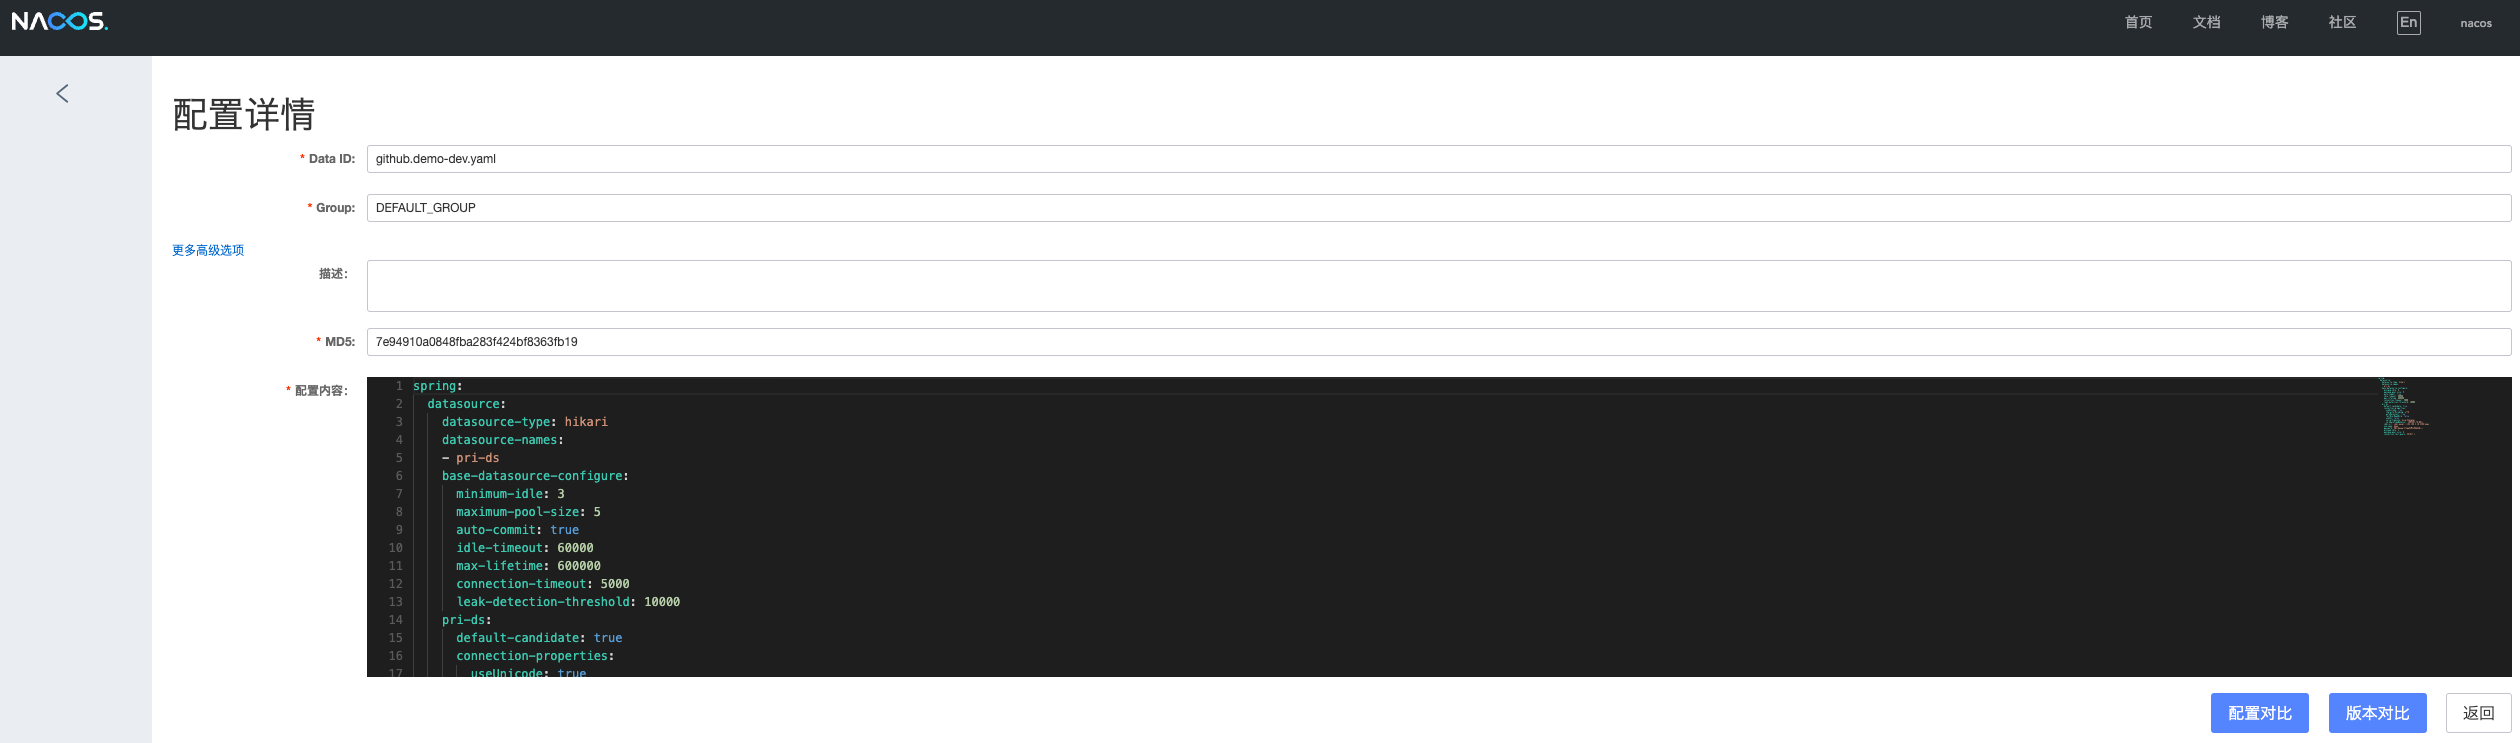 NACOS.
首页 文档 博客 社区 En nacos
配置详情
* Data ID: github.demo-dev.yaml
* Group: DEFAULT_GROUP
更多高级选项
描述:
* MD5: 7e94910a0848fba283f424bf8363fb19
* 配置内容:
1 spring:
2 datasource:
3 datasource-type: hikari
4 datasource-names:
5 - pri-ds
6 base-datasource-configure:
7 minimum-idle: 3
8 maximum-pool-size: 5
9 auto-commit: true
10 idle-timeout: 60000
11 max-lifetime: 600000
12 connection-timeout: 5000
13 leak-detection-threshold: 10000
14 pri-ds:
15 default-candidate: true
16 connection-properties:
17 useUnicode: true
配置对比 版本对比 返回